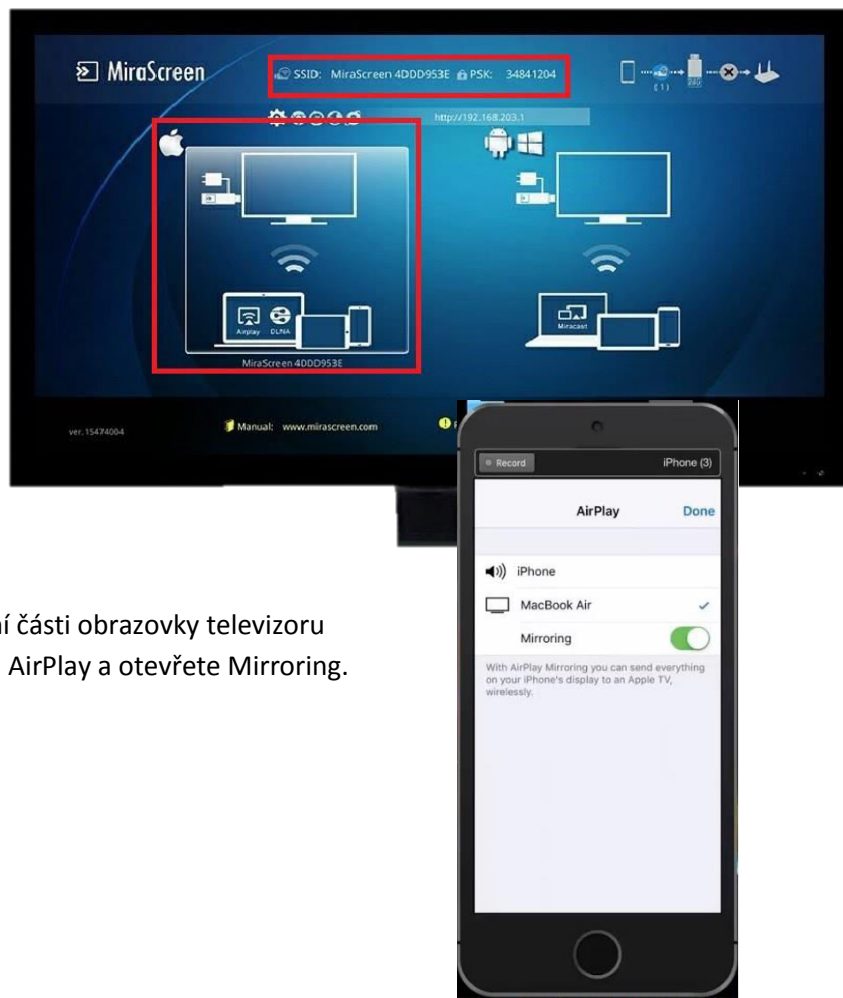 MiraScreen
SSID: MiraScreen 4DDD953E PSK: 34841204
(1)
http://192.168.203.1
Airplay DLNA
Miracast
MiraScreen 4DDD953E
ver. 15474004
Manual: www.mirascreen.com
Record
iPhone (3)
AirPlay
Done
iPhone
MacBook Air
Mirroring
With AirPlay Mirroring you can send everything
on your iPhone's display to an Apple TV,
wirelessly.
části obrazovky televizoru
AirPlay a otevřete Mirroring.